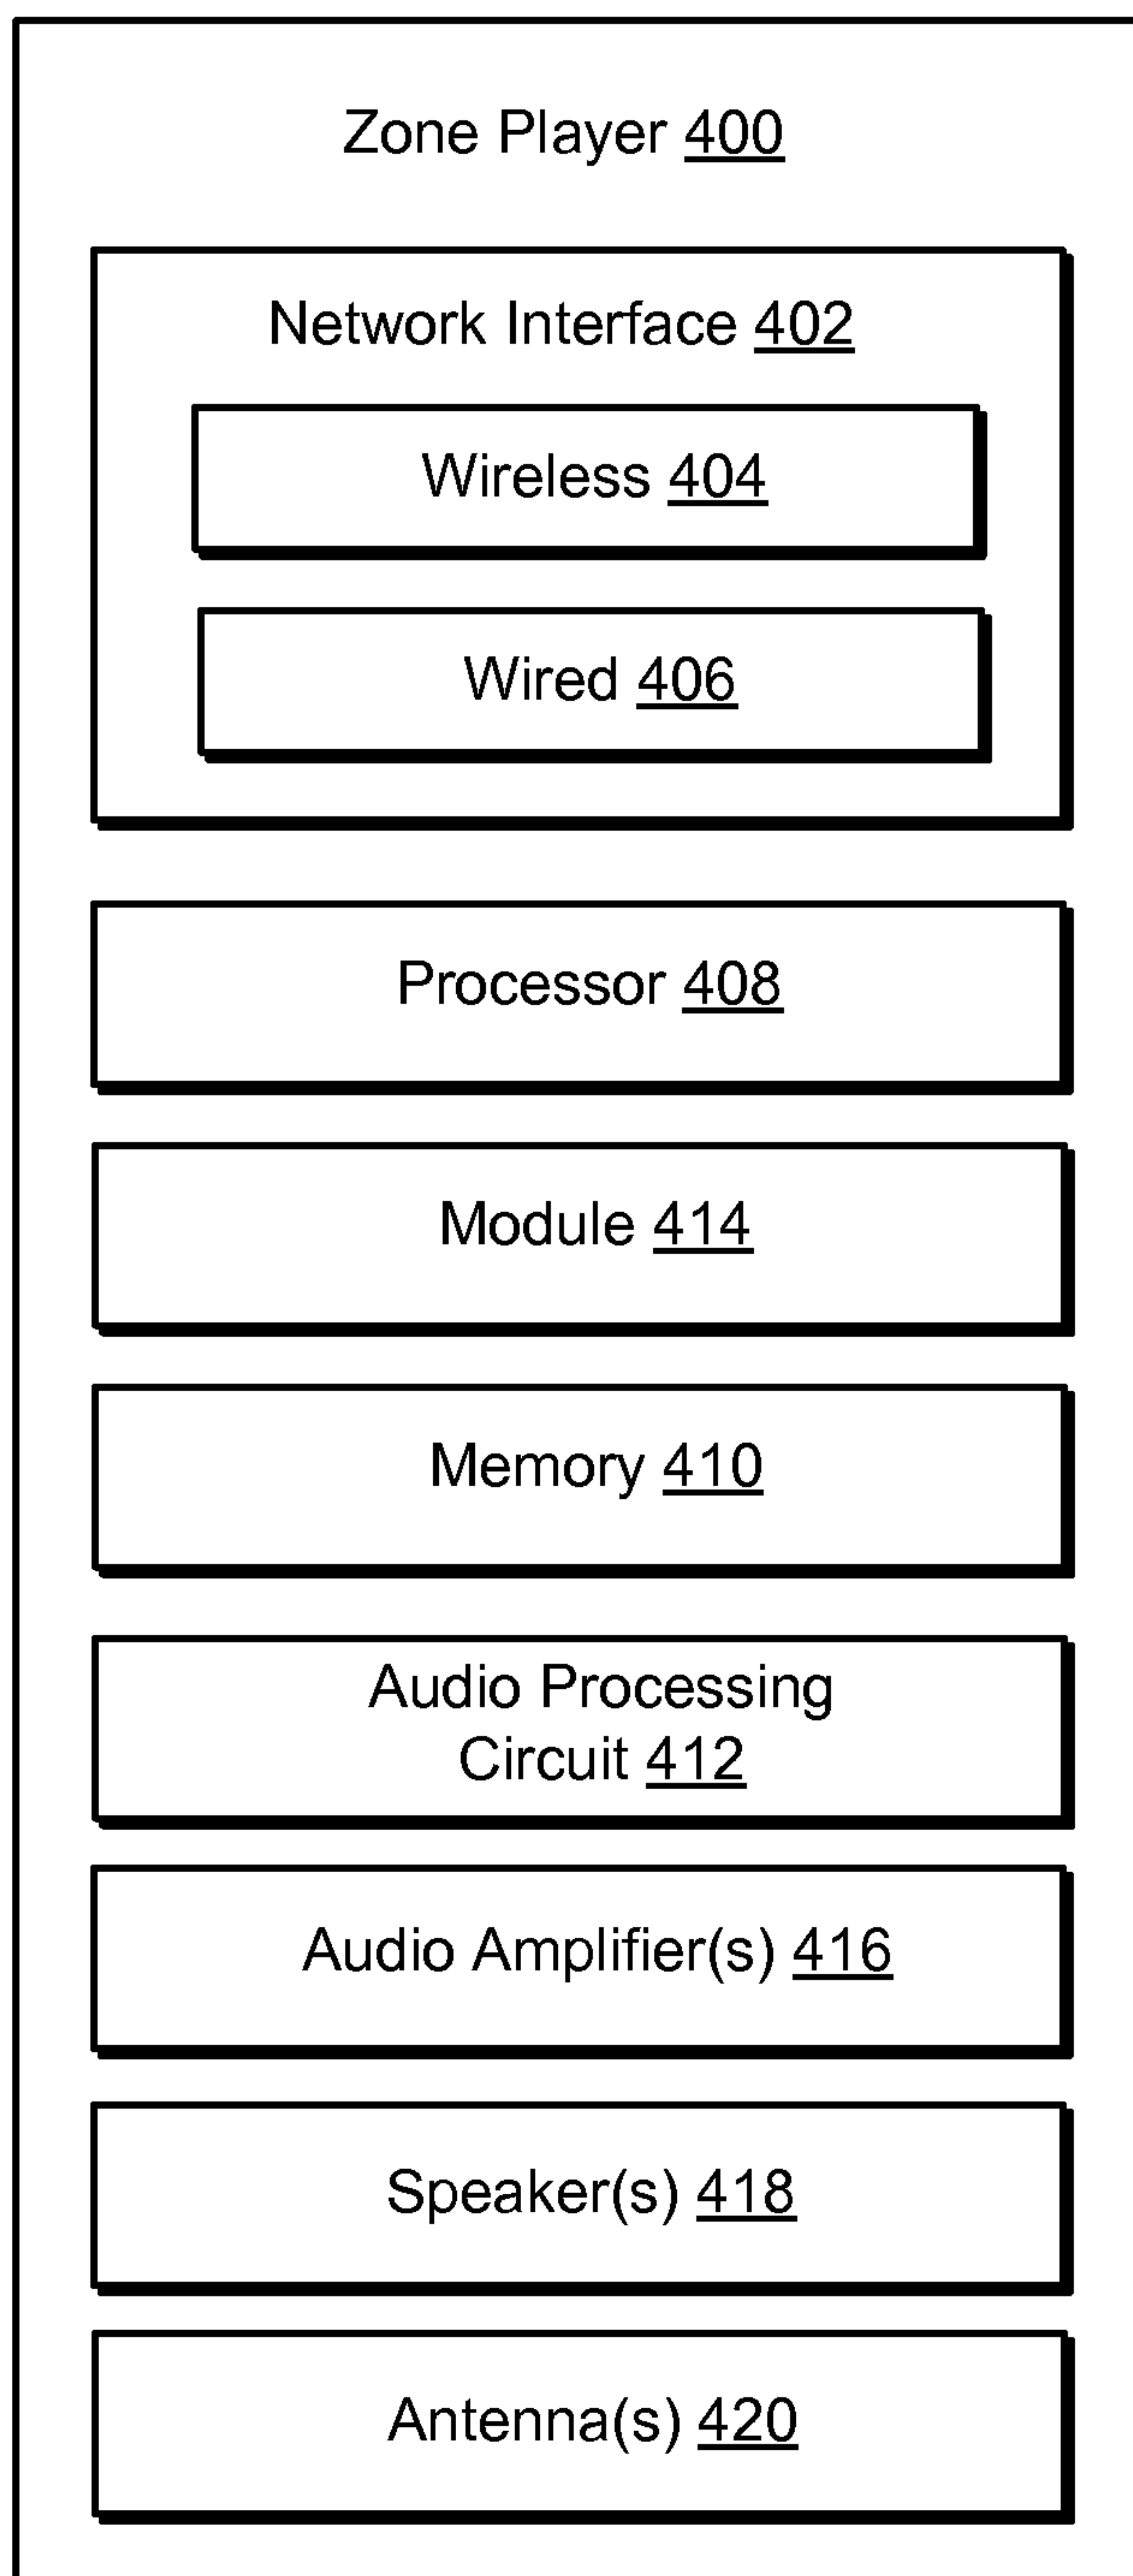 Zone Player 400
Network Interface 402
Wireless 404
Wired 406
Processor 408
Module 414
Memory 410
Audio Processing
Circuit 412
Audio Amplifier(s) 416
Speaker(s) 418
Antenna(s) 420